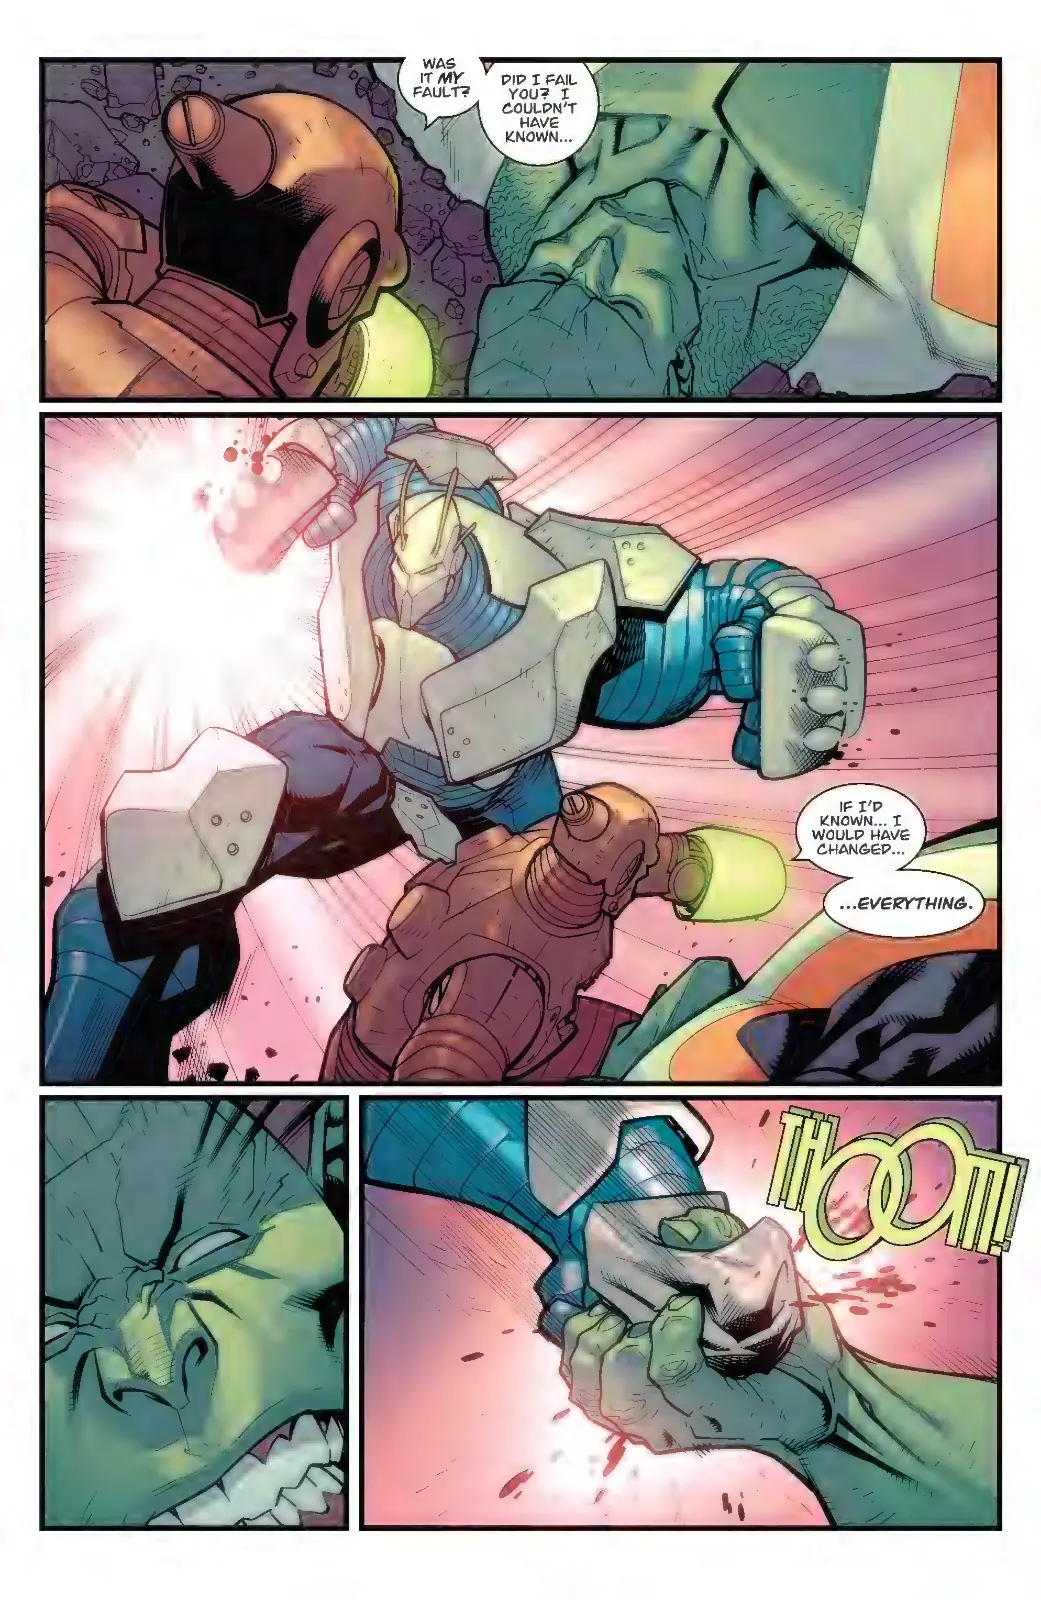 WAS
IT MY
FAULT?
DID I FAIL
YOU? I
COULDN'T
HAVE
KNOWN...
IF I'D
KNOWN... I
WOULD HAVE
CHANGED...
...EVERYTHING.
THOOM!!